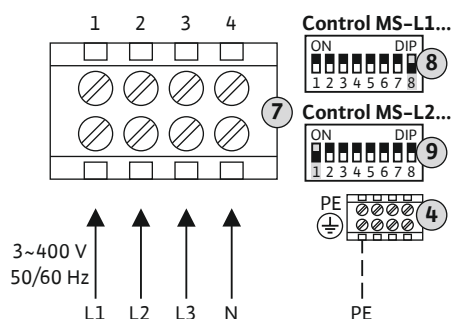 1 2 3 4
7
3~400 V
50/60 Hz
L1 L2 L3 N
Control MS-L1...
ON DIP
1 2 3 4 5 6 7 8
8
Control MS-L2...
ON DIP
1 2 3 4 5 6 7 8
9
PE
4
PE